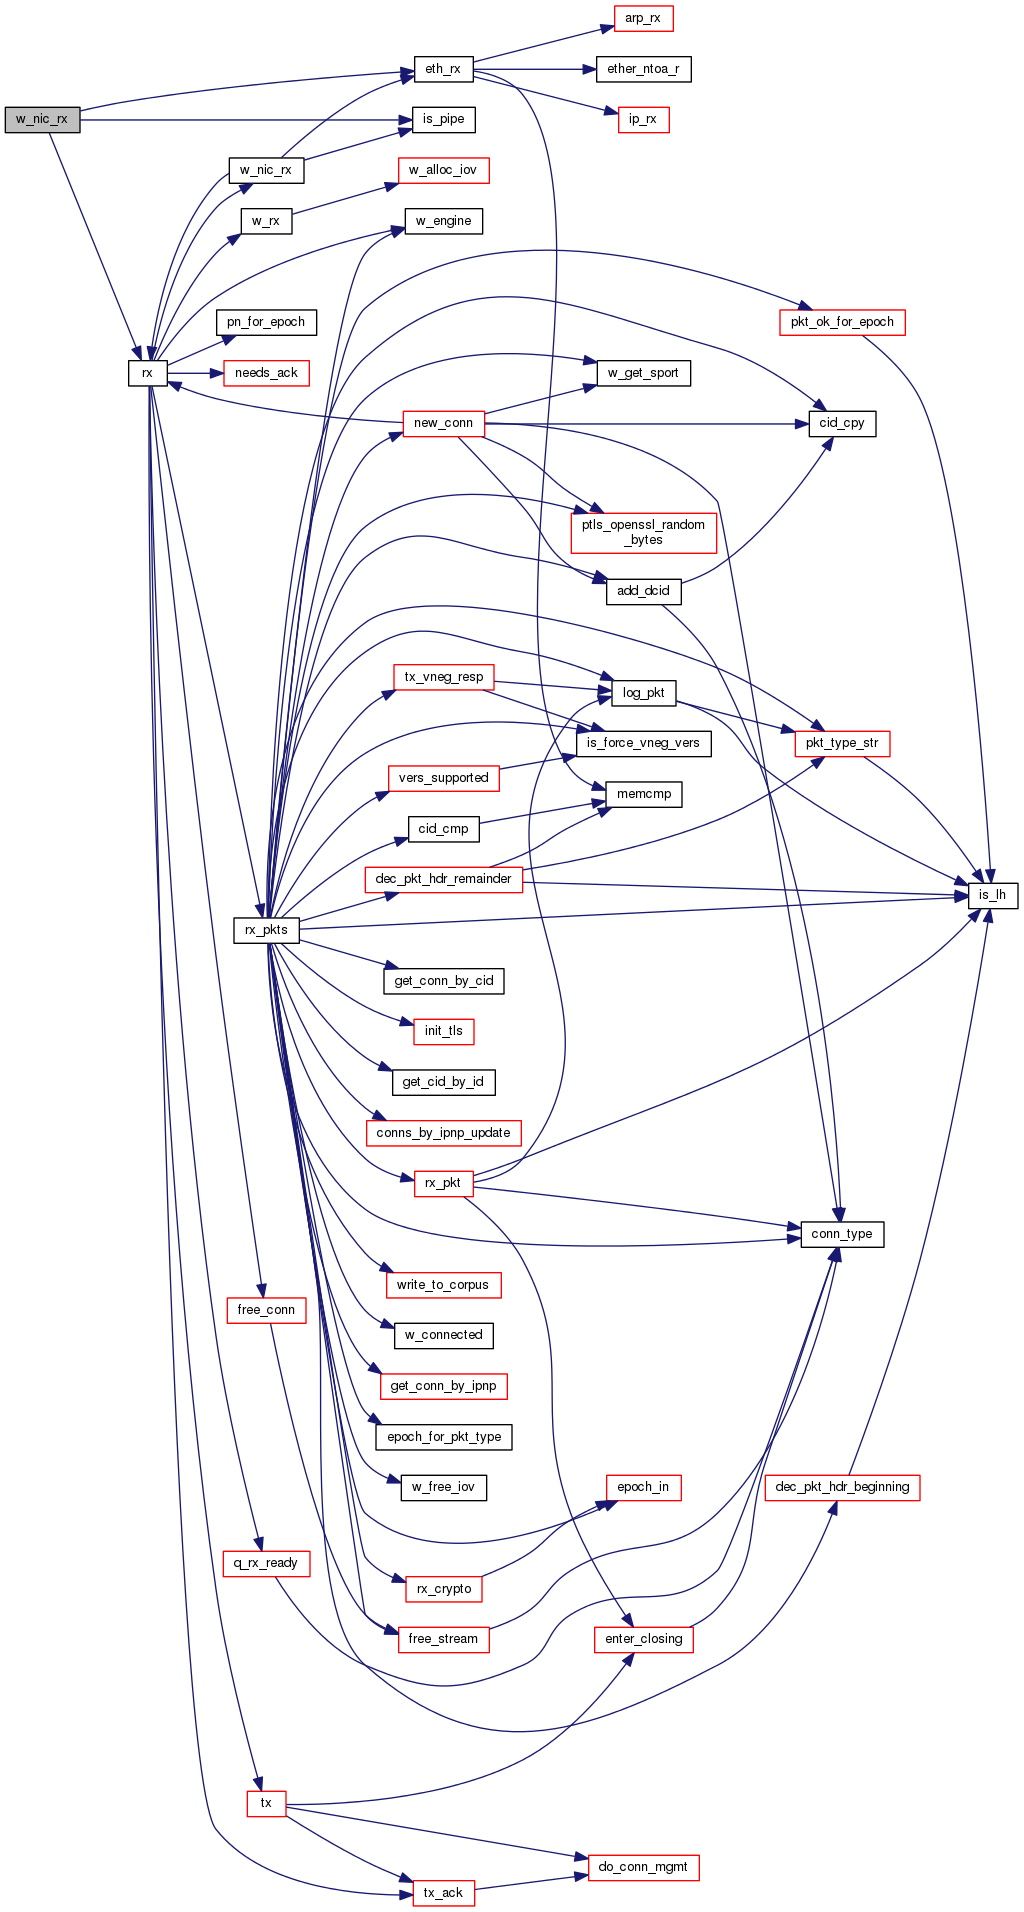 arp_rx
eth_rx
ether_ntoa_r
w_nic_rx
is_pipe
ip_rx
w_nic_rx
w_alloc_iov
w_rx
w_engine
pn_for_epoch
pkt_ok_for_epoch
rx
needs_ack
w_get_sport
new_conn
cid_cpy
ptls_openssl_random
_bytes
add_dcid
tx_vneg_resp
log_pkt
is_force_vneg_vers
pkt_type_str
vers_supported
memcmp
cid_cmp
dec_pkt_hdr_remainder
is_lh
rx_pkts
get_conn_by_cid
init_tls
get_cid_by_id
conns_by_ipnp_update
rx_pkt
conn_type
write_to_corpus
free_conn
w_connected
get_conn_by_ipnp
epoch_for_pkt_type
w_free_iov
epoch_in
dec_pkt_hdr_beginning
q_rx_ready
rx_crypto
free_stream
enter_closing
tx
do_conn_mgmt
tx_ack